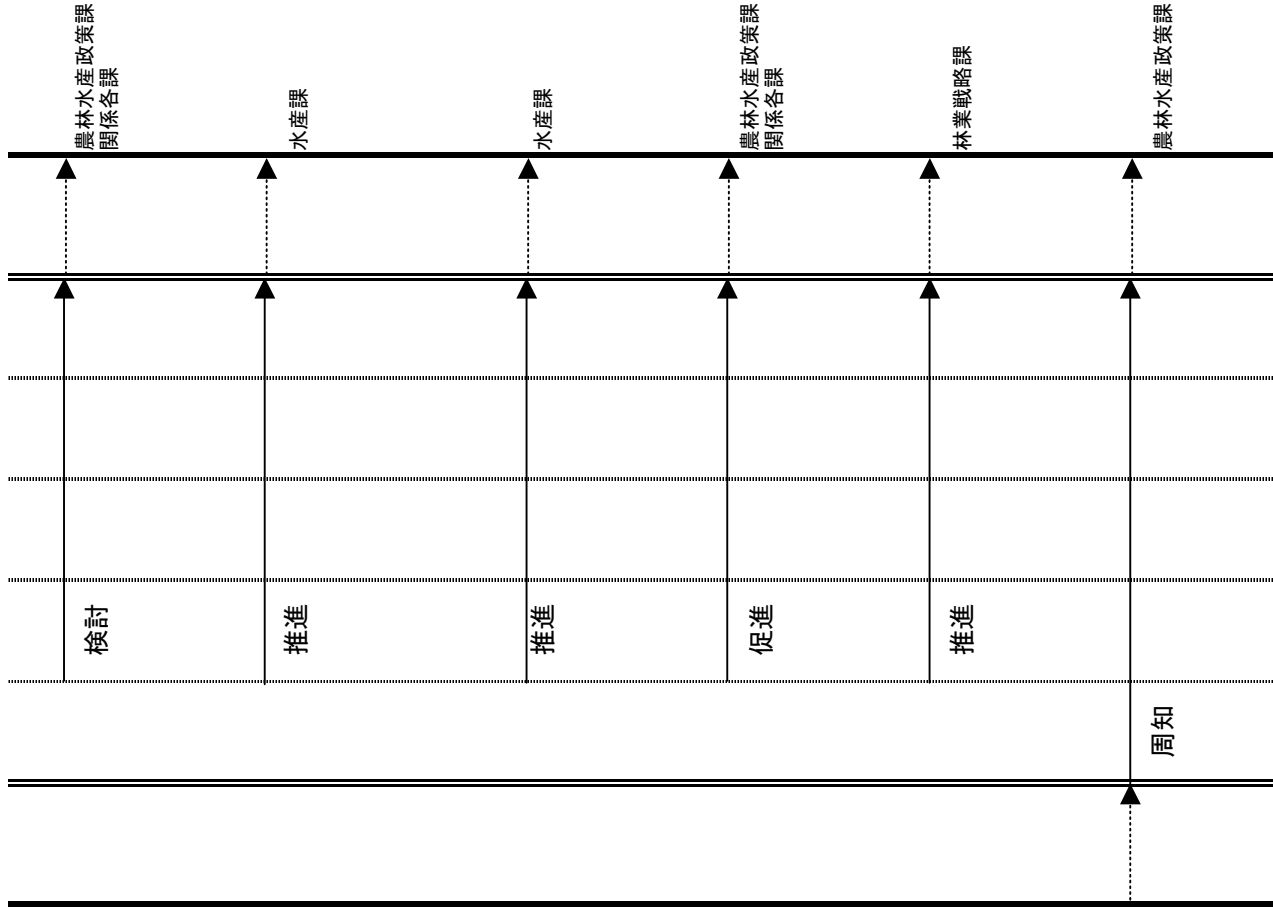 検討
農林水産政策課
関係各課
推進
水産課
推進
水産課
促進
農林水産政策課
関係各課
推進
林業戦略課
周知
農林水産政策課